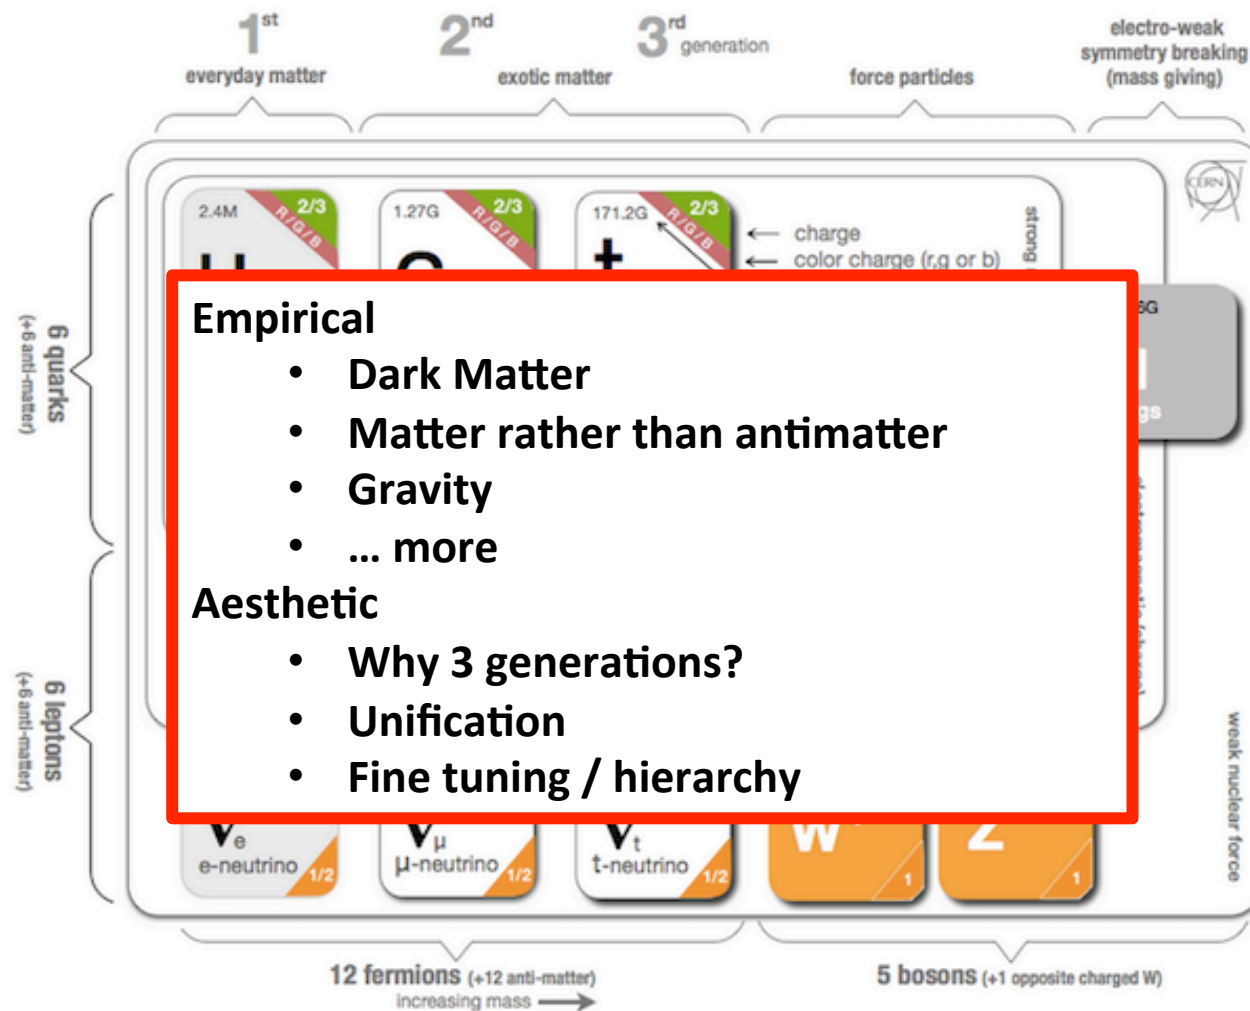 1st
2nd
3rd generation
everyday matter
exotic matter
force particles
electro-weak
symmetry breaking
(mass giving)
CERN
2.4M
R/G/B
2/3
u
1.27G
R/G/B
2/3
171.2G
R/G/B
2/3
t
← charge
← color charge (r,g or b)
strong
6 quarks
(+6 anti-matter)
6 leptons
(+6 anti-matter)
Empirical
• Dark Matter
• Matter rather than antimatter
• Gravity
• … more
Aesthetic
• Why 3 generations?
• Unification
• Fine tuning / hierarchy
weak nuclear force
νe
e-neutrino
1/2
νμ
μ-neutrino
1/2
νt
t-neutrino
1/2
W
1
Z
1
12 fermions (+12 anti-matter)
increasing mass →
5 bosons (+1 opposite charged W)